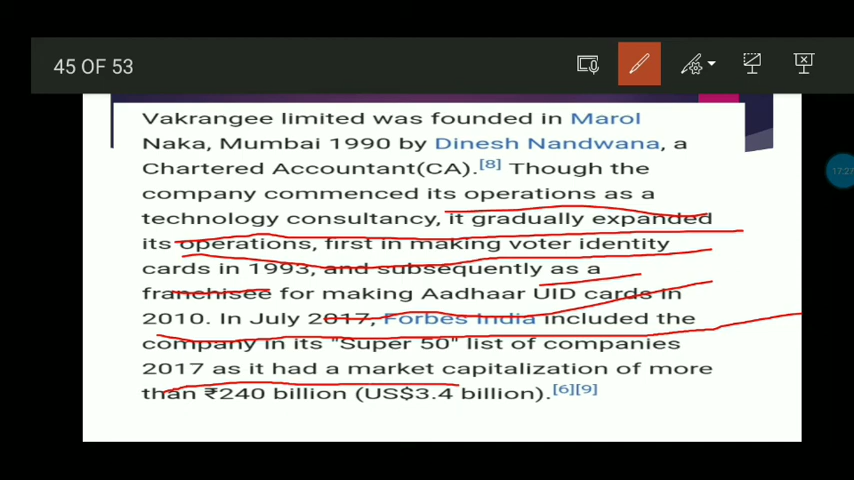 45 OF 53
Vakrangee limited was founded in Marol
Naka, Mumbai 1990 by Dinesh Nandwana, a
Chartered Accountant(CA).[8] Though the
company commenced its operations as a
technology consultancy, it gradually expanded
its operations, first in making voter identity
cards in 1993, and subsequently as a
franchisee for making Aadhaar UID cards in
2010. In July 2017, Forbes India included the
company in its "Super 50" list of companies
2017 as it had a market capitalization of more
than ₹240 billion (US$3.4 billion).[6][9]